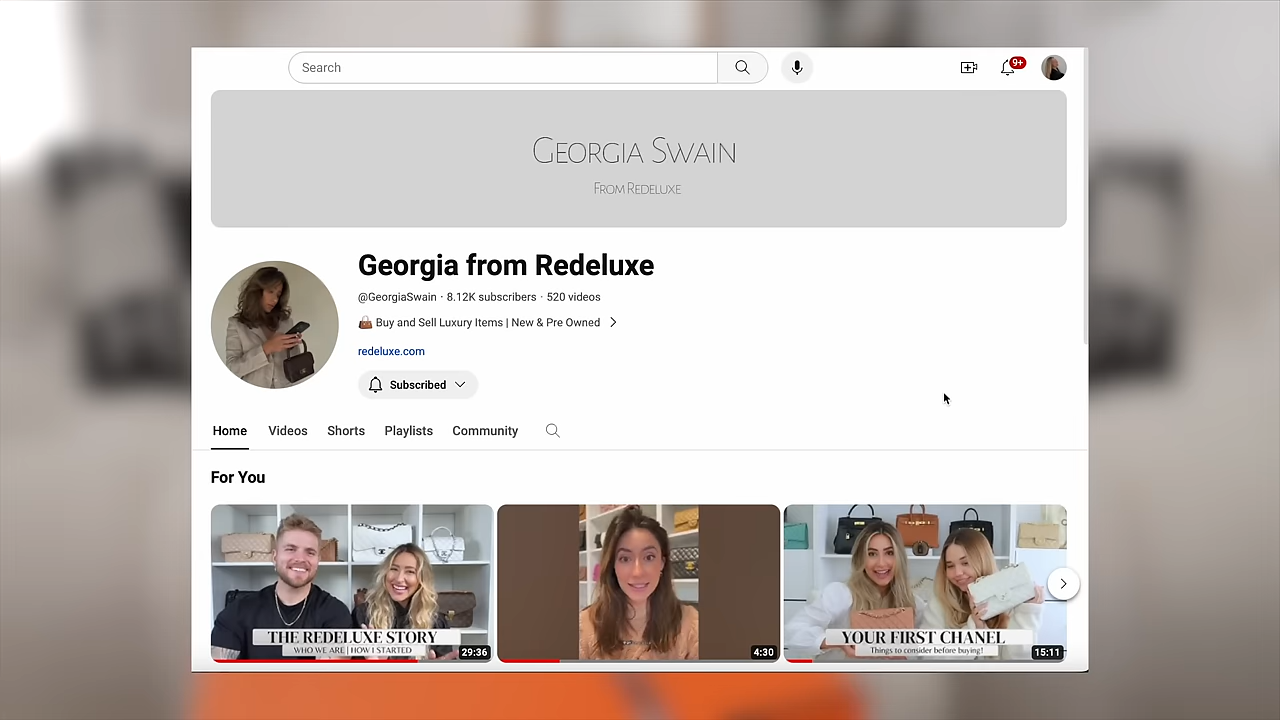 Search
9+
GEORGIA SWAIN
FROM REDELUXE
Georgia from Redeluxe
@GeorgiaSwain · 8.12K subscribers · 520 videos
👜 Buy and Sell Luxury Items | New & Pre Owned
redeluxe.com
Subscribed
Home Videos Shorts Playlists Community
For You
THE REDELUXE STORY
WHO WE ARE | HOW I STARTED
29:36
4:30
YOUR FIRST CHANEL
Things to consider before buying!
15:11